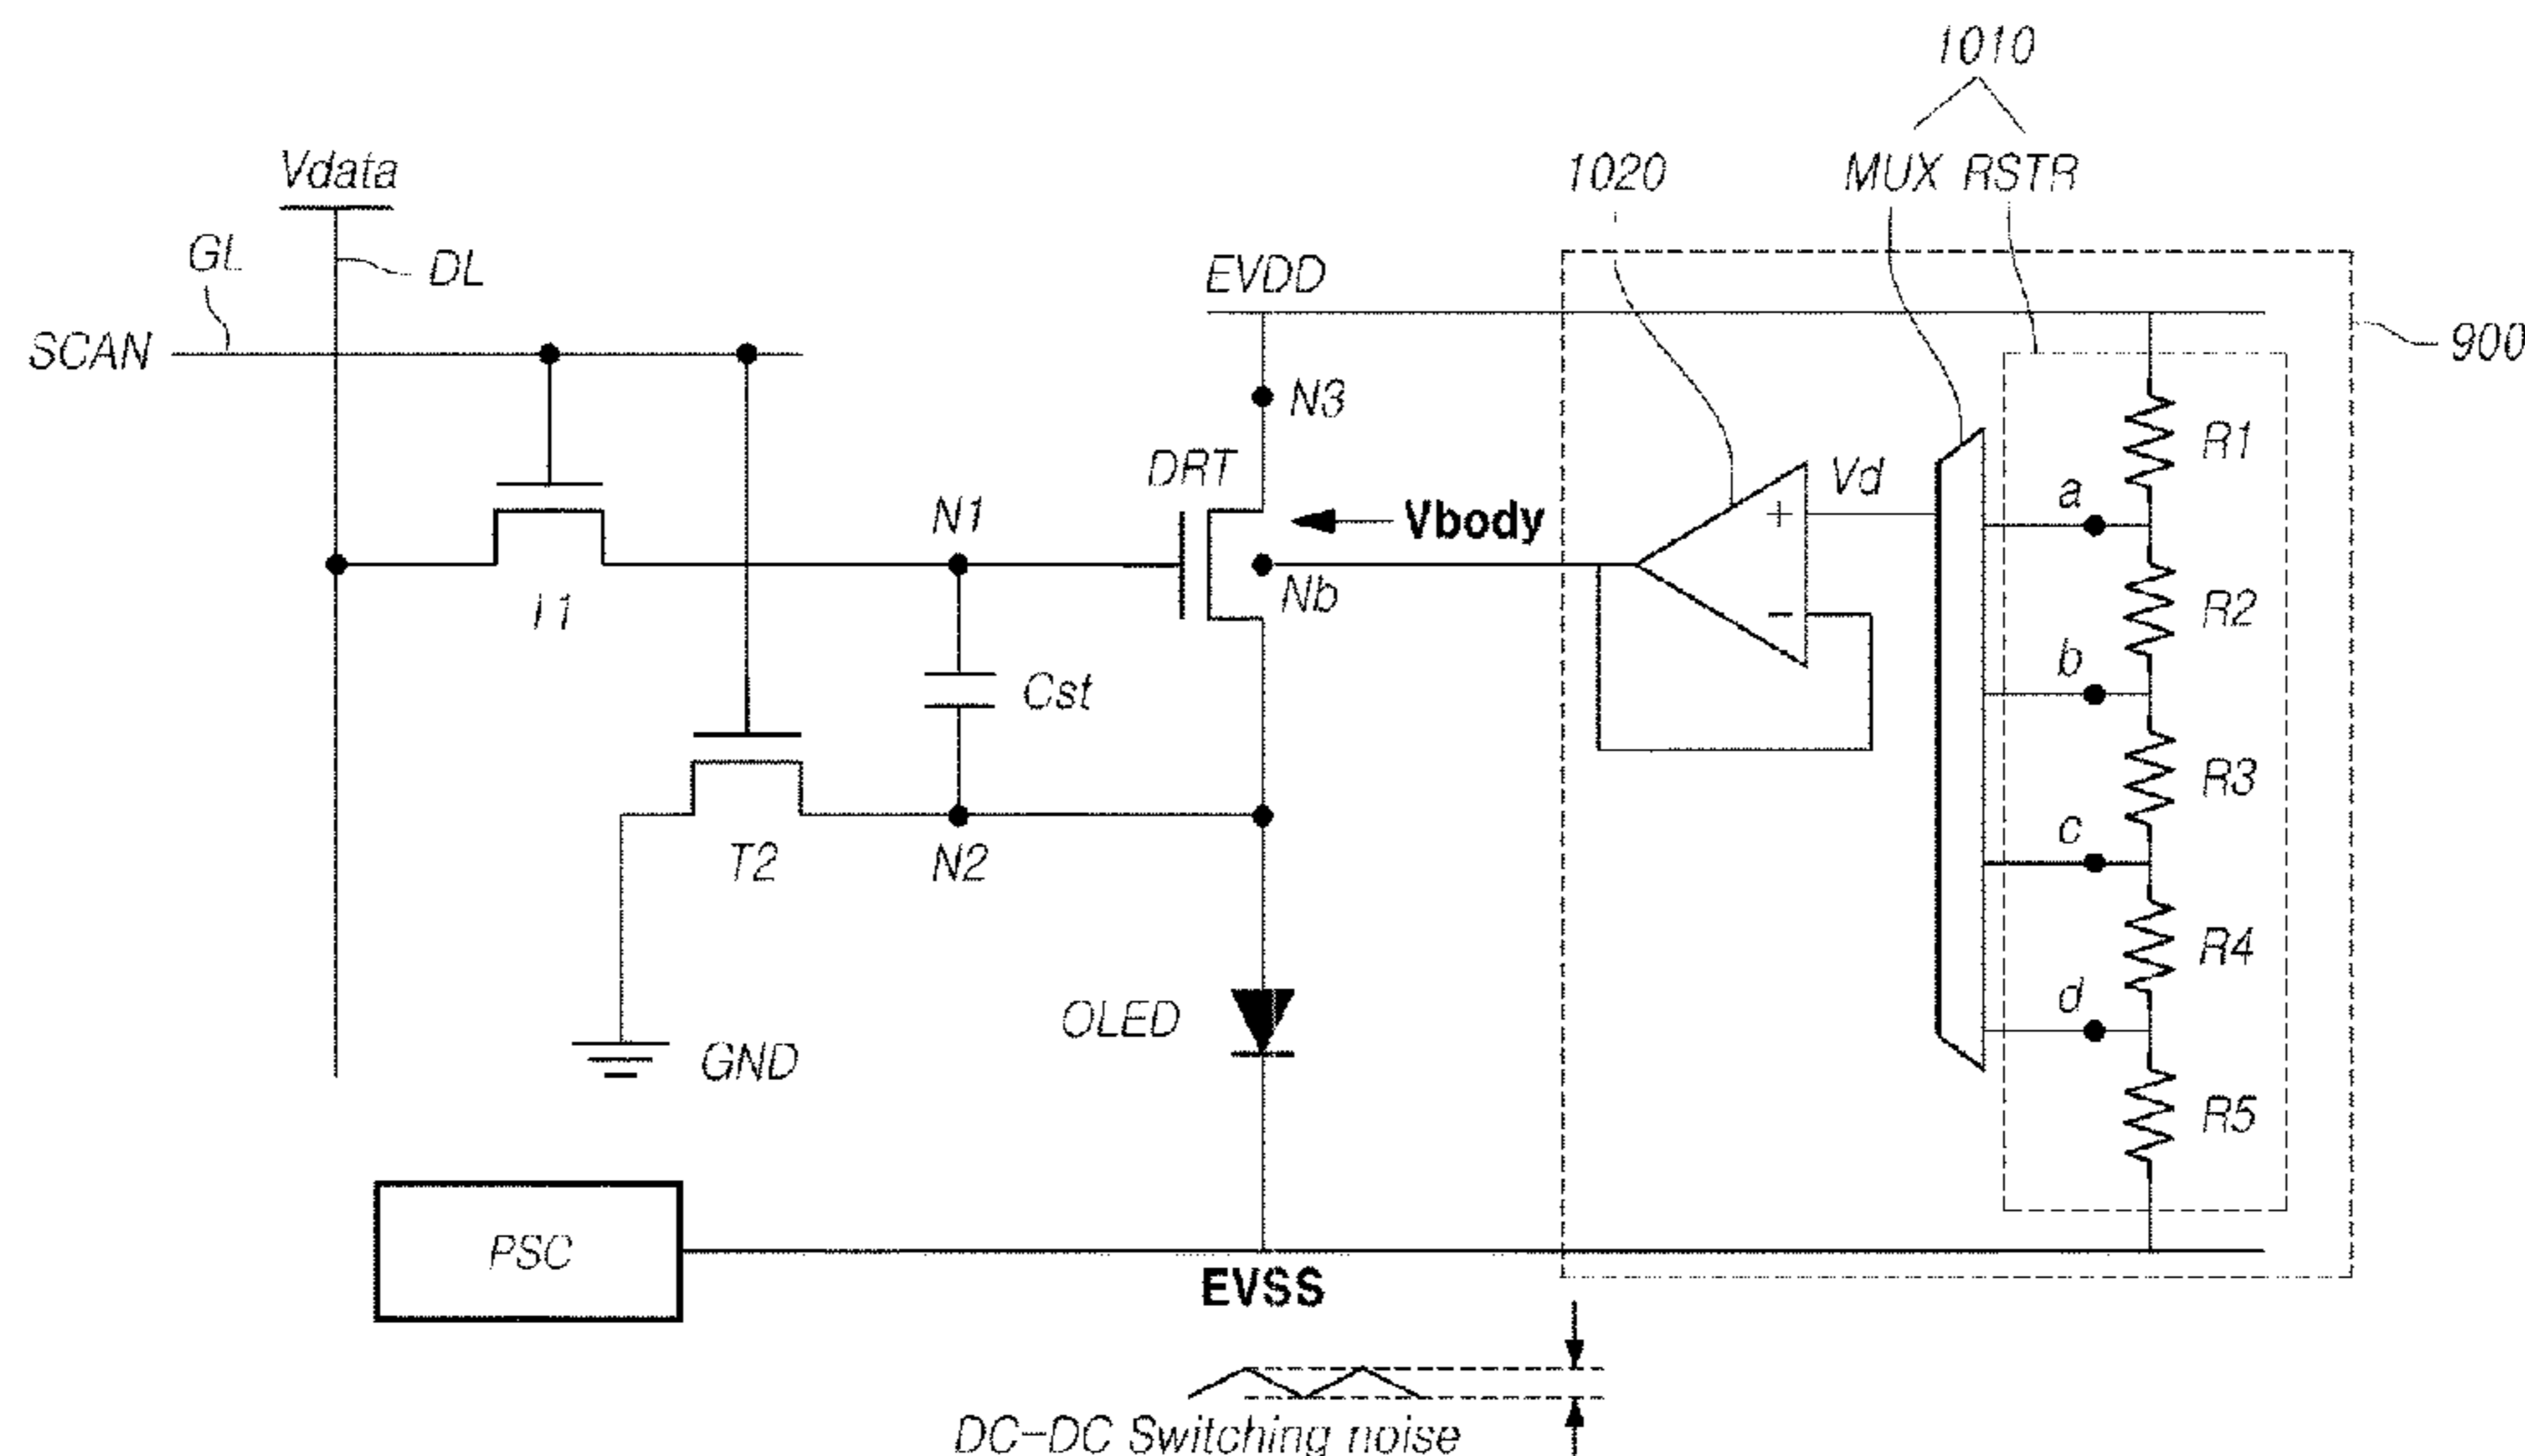 1010
Vdata
1020
MUX RSTR
GL
DL
EVDD
SCAN
900
N3
R1
DRT
Vd
a
N1
Vbody
+
Nb
T1
R2
-
b
Cst
R3
c
T2
N2
R4
d
OLED
GND
R5
PSC
EVSS
DC-DC Switching noise